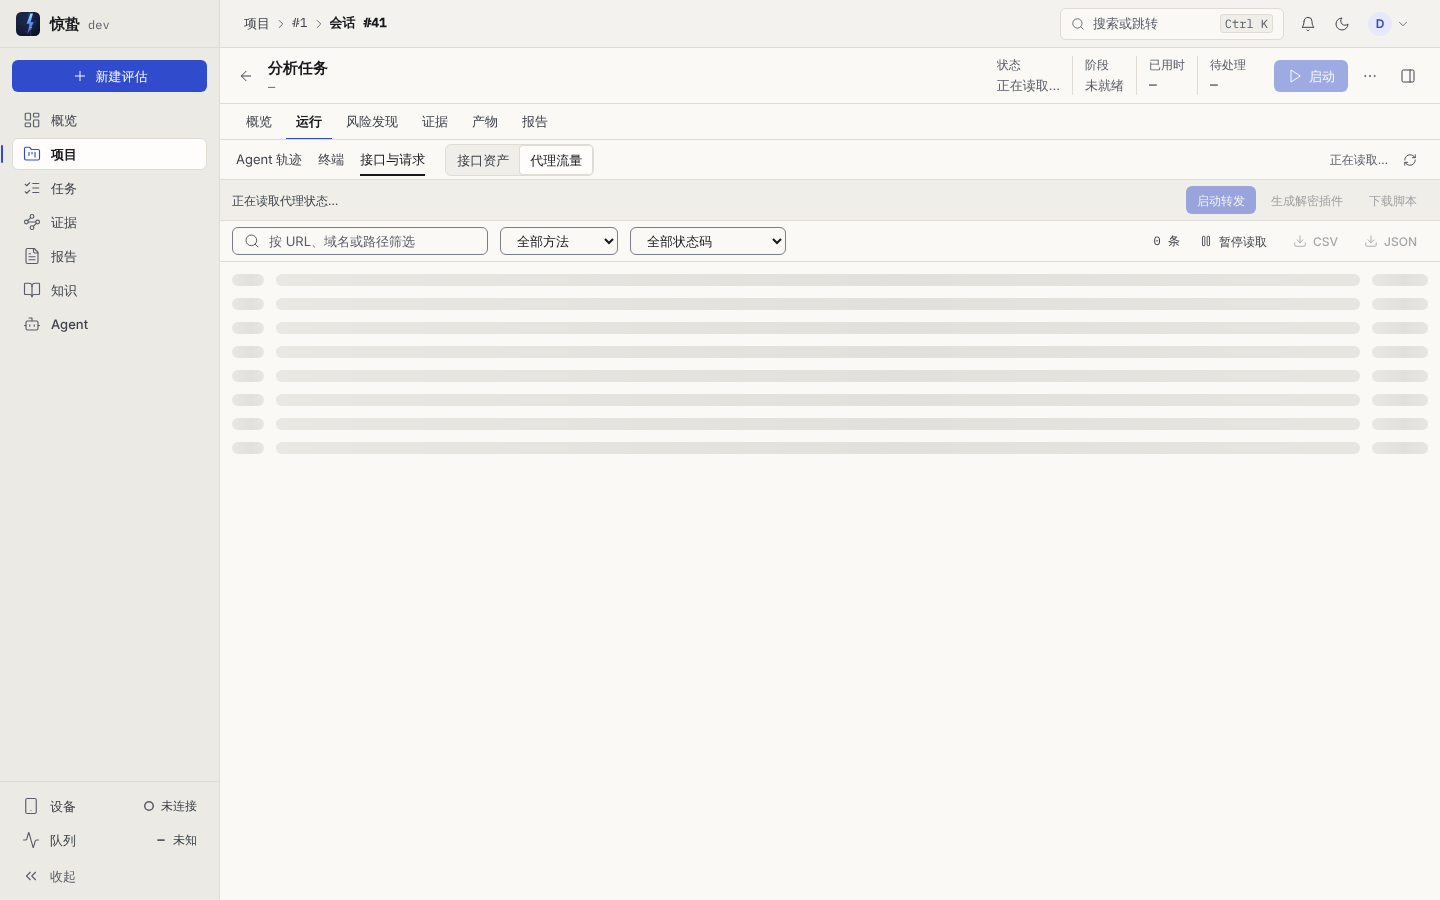 惊蛰 dev
项目 > #1 > 会话 #41
搜索或跳转 Ctrl K
D
新建评估
概览
项目
任务
证据
报告
知识
Agent
设备 未连接
队列 — 未知
收起
分析任务
—
状态
正在读取...
阶段
未就绪
已用时
—
待处理
—
启动
概览 运行 风险发现 证据 产物 报告
Agent 轨迹 终端 接口与请求 接口资产 代理流量 正在读取...
正在读取代理状态... 启动转发 生成解密插件 下载脚本
按 URL、域名或路径筛选 全部方法 全部状态码 0 条 暂停读取 CSV JSON